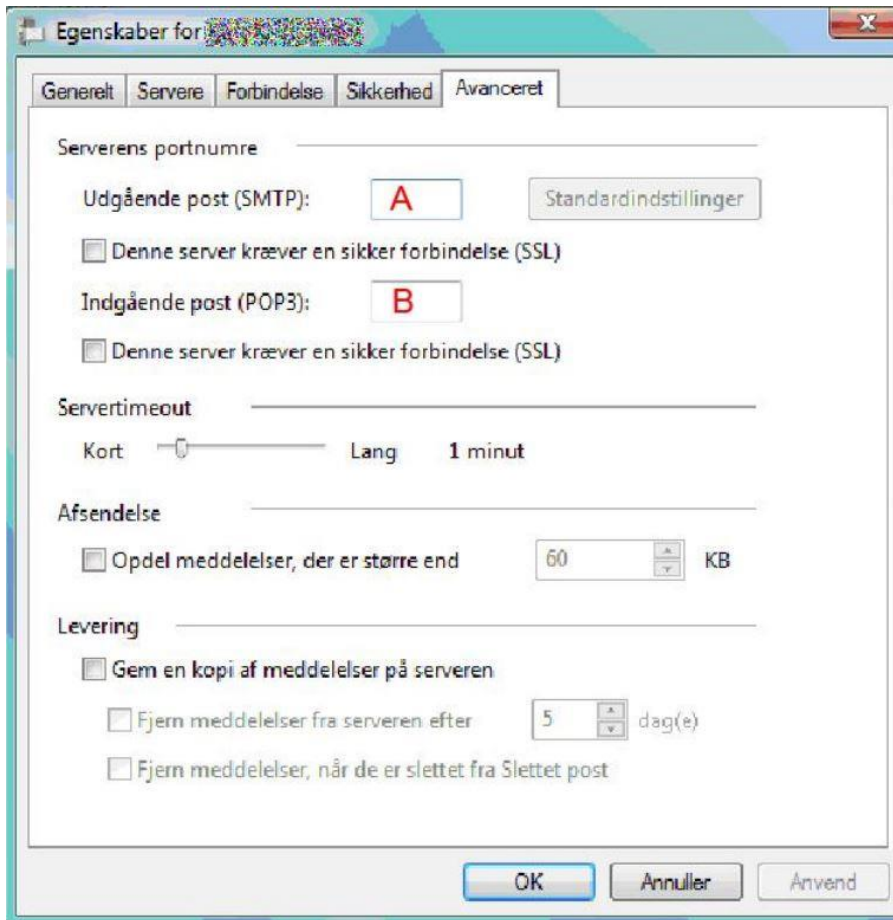 Egenskaber for
Generelt Servere Forbindelse Sikkerhed Avanceret
Serverens portnumre
Udgående post (SMTP): A Standardindstillinger
Denne server kræver en sikker forbindelse (SSL)
Indgående post (POP3): B
Denne server kræver en sikker forbindelse (SSL)
Servertimeout
Kort Lang 1 minut
Afsendelse
Opdel meddelelser, der er større end 60 KB
Levering
Gem en kopi af meddelelser på serveren
Fjern meddelelser fra serveren efter 5 dag(e)
Fjern meddelelser, når de er slettet fra Slettet post
OK Annuller Anvend